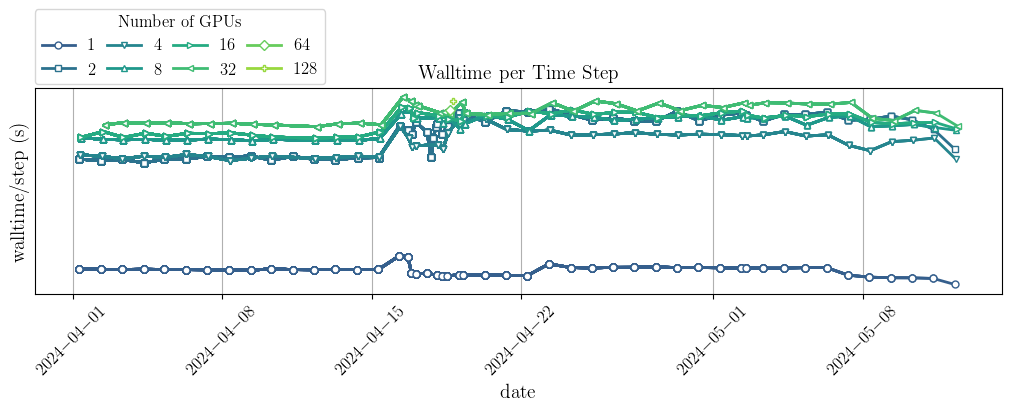 Number of GPUs
1 4 16 64
2 8 32 128
Walltime per Time Step
walltime/step (s)
2024−04−01 2024−04−08 2024−04−15 2024−04−22 2024−05−01 2024−05−08
date